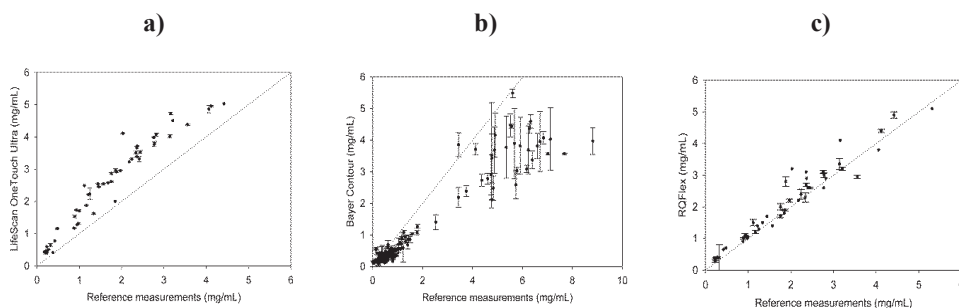 a)
b)
c)
LifeScan OneTouch Ultra (mg/mL)
6
5
4
3
2
1
0
0 1 2 3 4 5 6
Reference measurements (mg/mL)
Bayer Contour (mg/mL)
6
5
4
3
2
1
0
0 2 4 6 8 10
Reference measurements (mg/mL)
RQFlex (mg/mL)
6
5
4
3
2
1
0
0 1 2 3 4 5 6
Reference measurements (mg/mL)